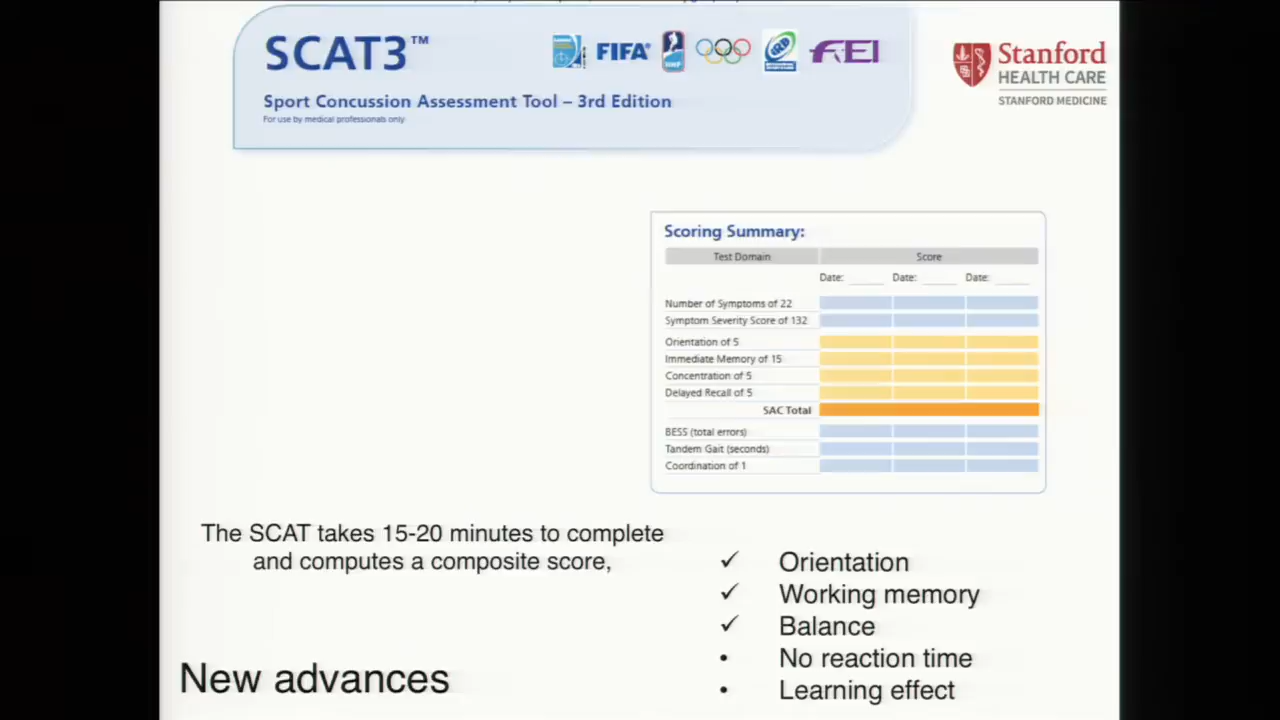 SCAT3™
FIFA®
FEI
Stanford
HEALTH CARE
STANFORD MEDICINE
Sport Concussion Assessment Tool – 3rd Edition
For use by medical professionals only
Scoring Summary:
Test Domain Score
Date: ______ Date: ______ Date: ______
Number of Symptoms of 22
Symptom Severity Score of 132
Orientation of 5
Immediate Memory of 15
Concentration of 5
Delayed Recall of 5
SAC Total
BESS (total errors)
Tandem Gait (seconds)
Coordination of 1
The SCAT takes 15-20 minutes to complete
and computes a composite score,
✓ Orientation
✓ Working memory
✓ Balance
• No reaction time
• Learning effect
New advances